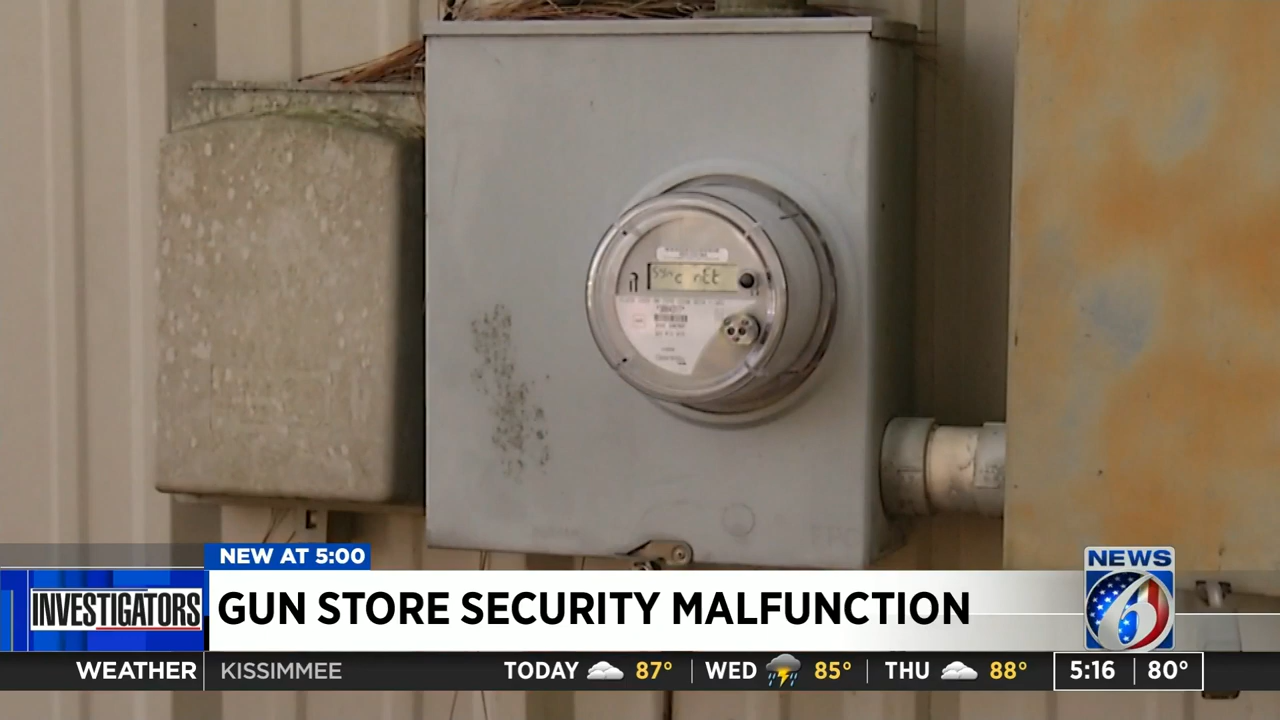 NEW AT 5:00
INVESTIGATORS
GUN STORE SECURITY MALFUNCTION
NEWS
6
WEATHER KISSIMMEE TODAY 87° WED 85° THU 88° 5:16 80°